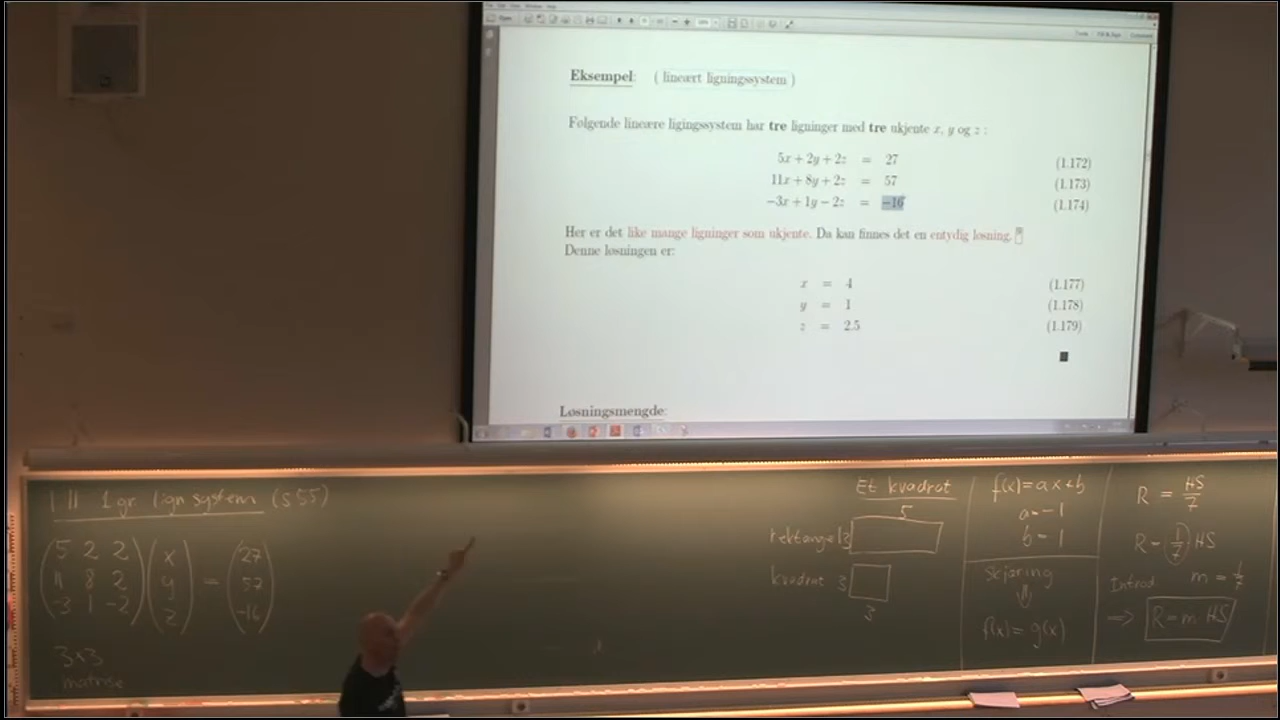 Eksempel: ( lineært ligningssystem )
Følgende lineære ligingssystem har tre ligninger med tre ukjente x, y og z :
5x + 2y + 2z = 27 (1.172)
11x + 8y + 2z = 57 (1.173)
−3x + 1y − 2z = −16 (1.174)
Her er det like mange ligninger som ukjente. Da kan finnes det en entydig løsning.
Denne løsningen er:
x = 4 (1.177)
y = 1 (1.178)
z = 2.5 (1.179)
Løsningsmengde:
1.11 1.gr lign system (s 55)
5 2 2 x 27
11 8 2 y = 57
-3 1 -2 z -16
3x3
matrise
Et kvadrat
5
rektangel 3
kvadrat 3
3
f(x) = ax + b
a = -1
b = 1
Skjæring
⇓
f(x) = g(x)
R = HS/7
R = (1/7) HS
Introd. m = 1/7
⇒ R = m · HS